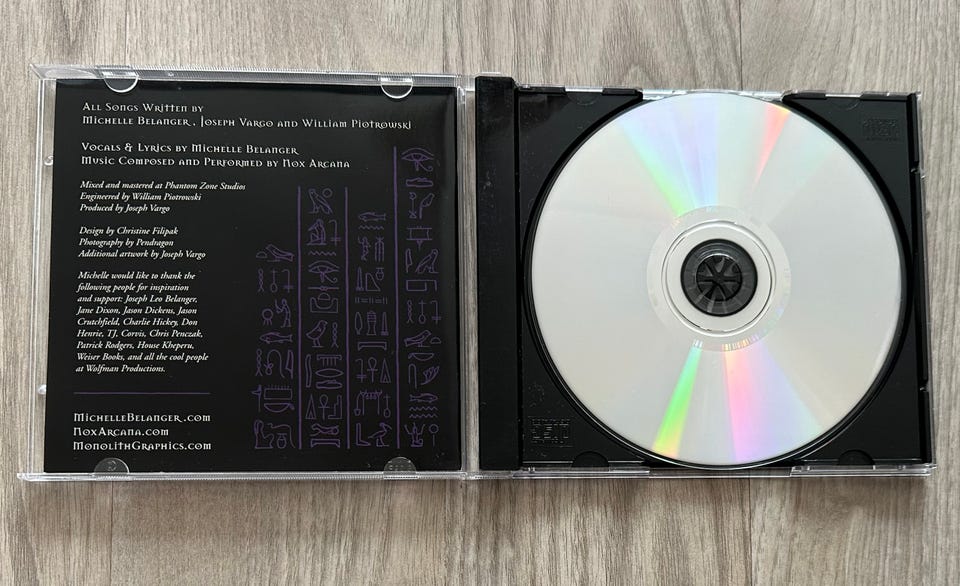 All Songs Written by
Michelle Belanger, Joseph Vargo and William Piotrowski
Vocals & Lyrics by Michelle Belanger
Music Composed and Performed by Nox Arcana
Mixed and mastered at Phantom Zone Studios
Engineered by William Piotrowski
Produced by Joseph Vargo
Design by Christine Filipak
Photography by Pendragon
Additional artwork by Joseph Vargo
Michelle would like to thank the
following people for inspiration
and support: Joseph Leo Belanger,
Jane Dixon, Jason Dickens, Jason
Crutchfield, Charlie Hickey, Don
Henrie, TJ. Corvis, Chris Penczak,
Patrick Rodgers, House Kheperu,
Weiser Books, and all the cool people
at Wolfman Productions.
MichelleBelanger.com
NoxArcana.com
MonolithGraphics.com